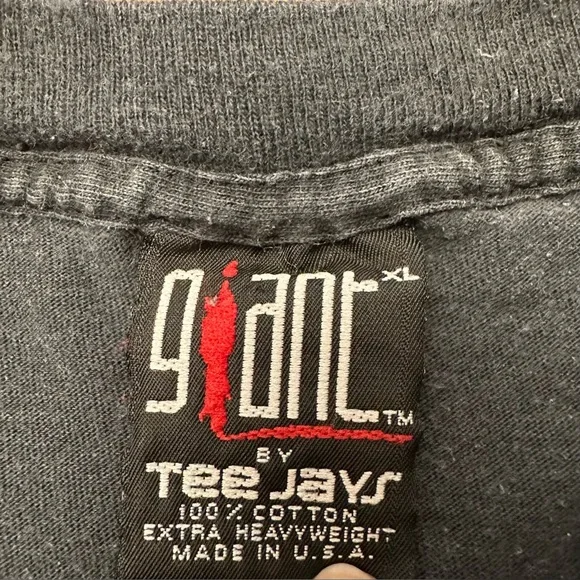 giant XL TM
BY
Tee Jays
100% COTTON
EXTRA HEAVYWEIGHT
MADE IN U.S.A.